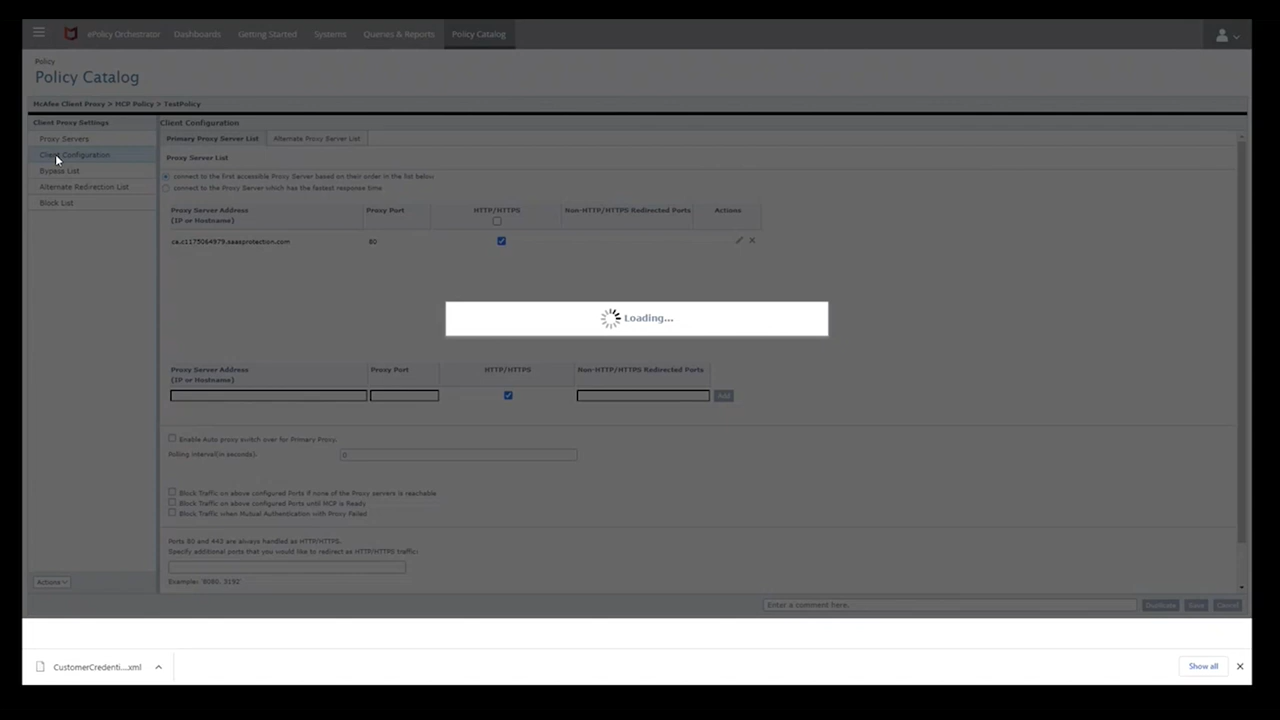 ePolicy Orchestrator Dashboards Getting Started Systems Queries & Reports Policy Catalog
Policy
Policy Catalog
McAfee Client Proxy > MCP Policy > TestPolicy
Client Proxy Settings
Proxy Servers
Client Configuration
Bypass List
Alternate Redirection List
Block List
Actions
Client Configuration
Primary Proxy Server List Alternate Proxy Server List
Proxy Server List
connect to the first accessible Proxy Server based on their order in the list below
connect to the Proxy Server which has the fastest response time
Proxy Server Address Proxy Port HTTP/HTTPS Non-HTTP/HTTPS Redirected Ports Actions
(IP or Hostname)
ca.c1175064979.saasprotection.com 80
Loading...
Proxy Server Address Proxy Port HTTP/HTTPS Non-HTTP/HTTPS Redirected Ports
(IP or Hostname)
Add
Enable Auto proxy switch over for Primary Proxy.
Polling interval(in seconds): 0
Block Traffic on above configured Ports if none of the Proxy servers is reachable
Block Traffic on above configured Ports until MCP is Ready
Block Traffic when Mutual Authentication with Proxy Failed
Ports 80 and 443 are always handled as HTTP/HTTPS.
Specify additional ports that you would like to redirect as HTTP/HTTPS traffic:
Example: 8080, 3192
Enter a comment here. Duplicate Save Cancel
CustomerCredenti....xml Show all